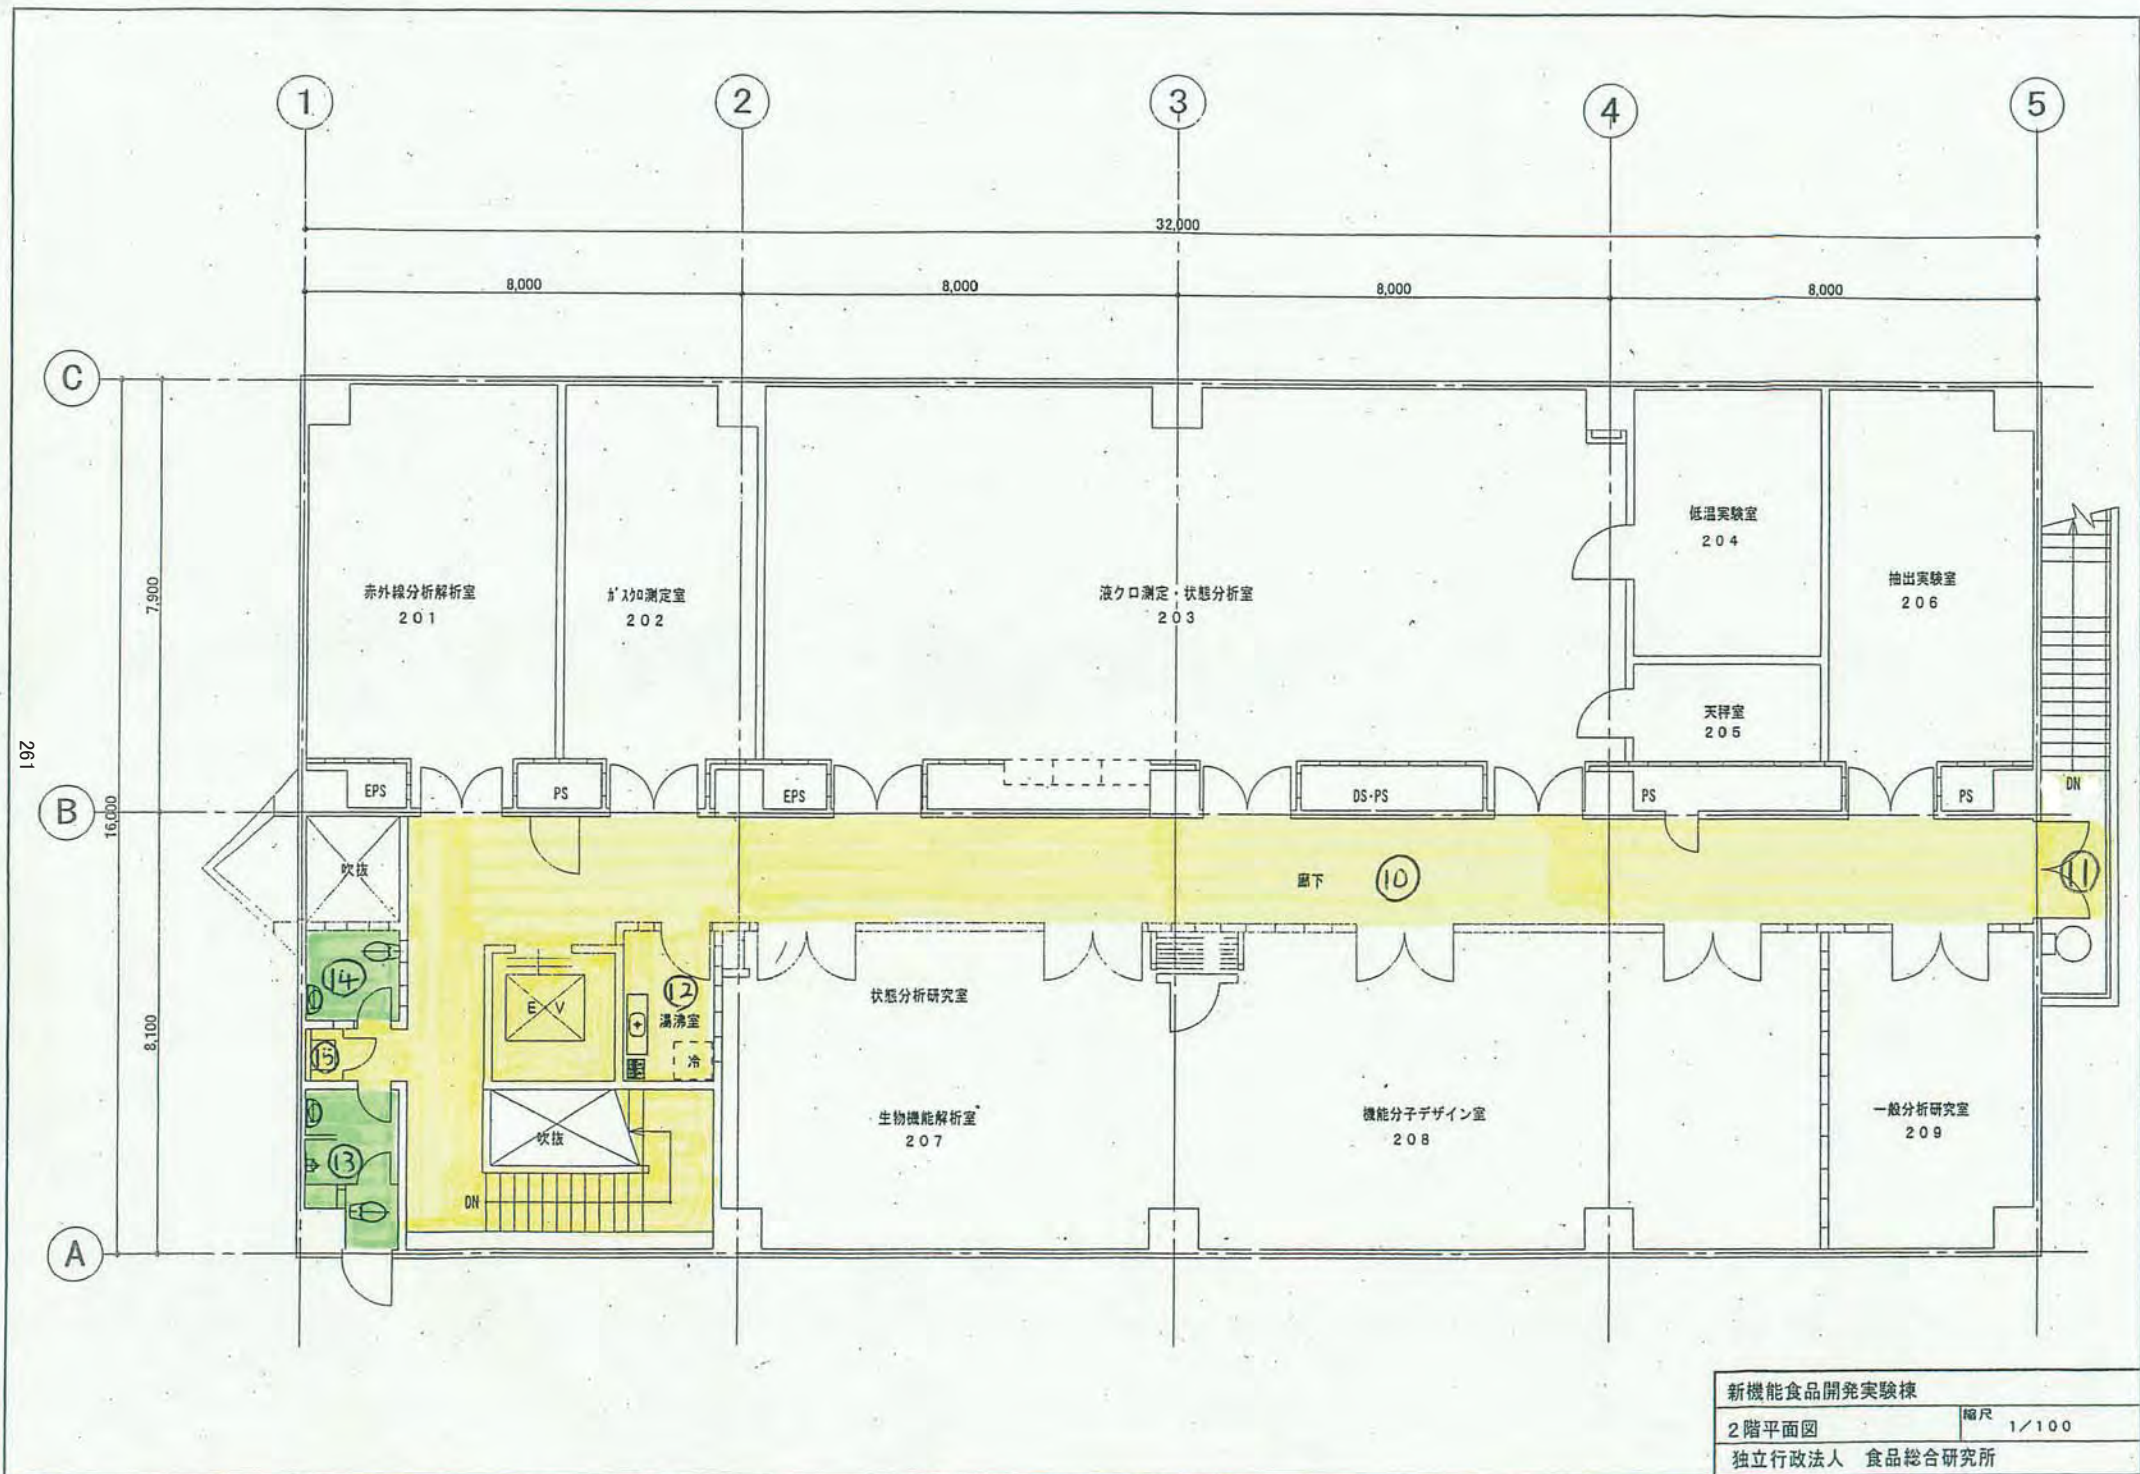 1
2
3
4
5
32,000
8,000
8,000
8,000
8,000
C
B
A
7,900
16,000
8,100
261
赤外線分析解析室
201
ガスクロ測定室
202
液クロ測定・状態分析室
203
低温実験室
204
天秤室
205
抽出実験室
206
EPS
PS
EPS
DS・PS
PS
PS
DN
吹抜
廊下
⑩
⑪
⑭
EV
⑫
湯沸室
冷
⑮
⑬
吹抜
DN
状態分析研究室
生物機能解析室
207
機能分子デザイン室
208
一般分析研究室
209
新機能食品開発実験棟
2階平面図
縮尺
1/100
独立行政法人 食品総合研究所